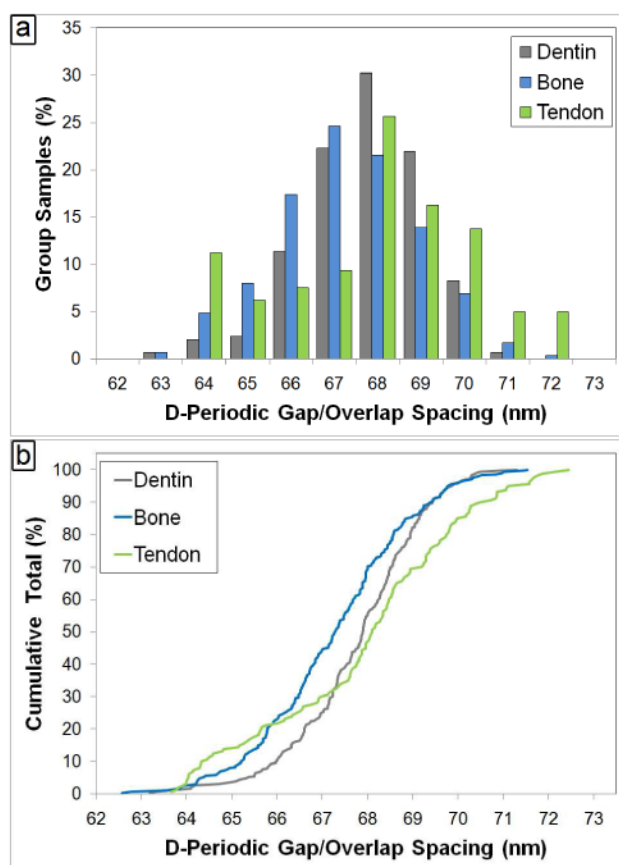 a
35
30
25
20
15
10
5
0
Group Samples (%)
Dentin
Bone
Tendon
62 63 64 65 66 67 68 69 70 71 72 73
D-Periodic Gap/Overlap Spacing (nm)
b
100
90
80
70
60
50
40
30
20
10
0
Cumulative Total (%)
Dentin
Bone
Tendon
62 63 64 65 66 67 68 69 70 71 72 73
D-Periodic Gap/Overlap Spacing (nm)